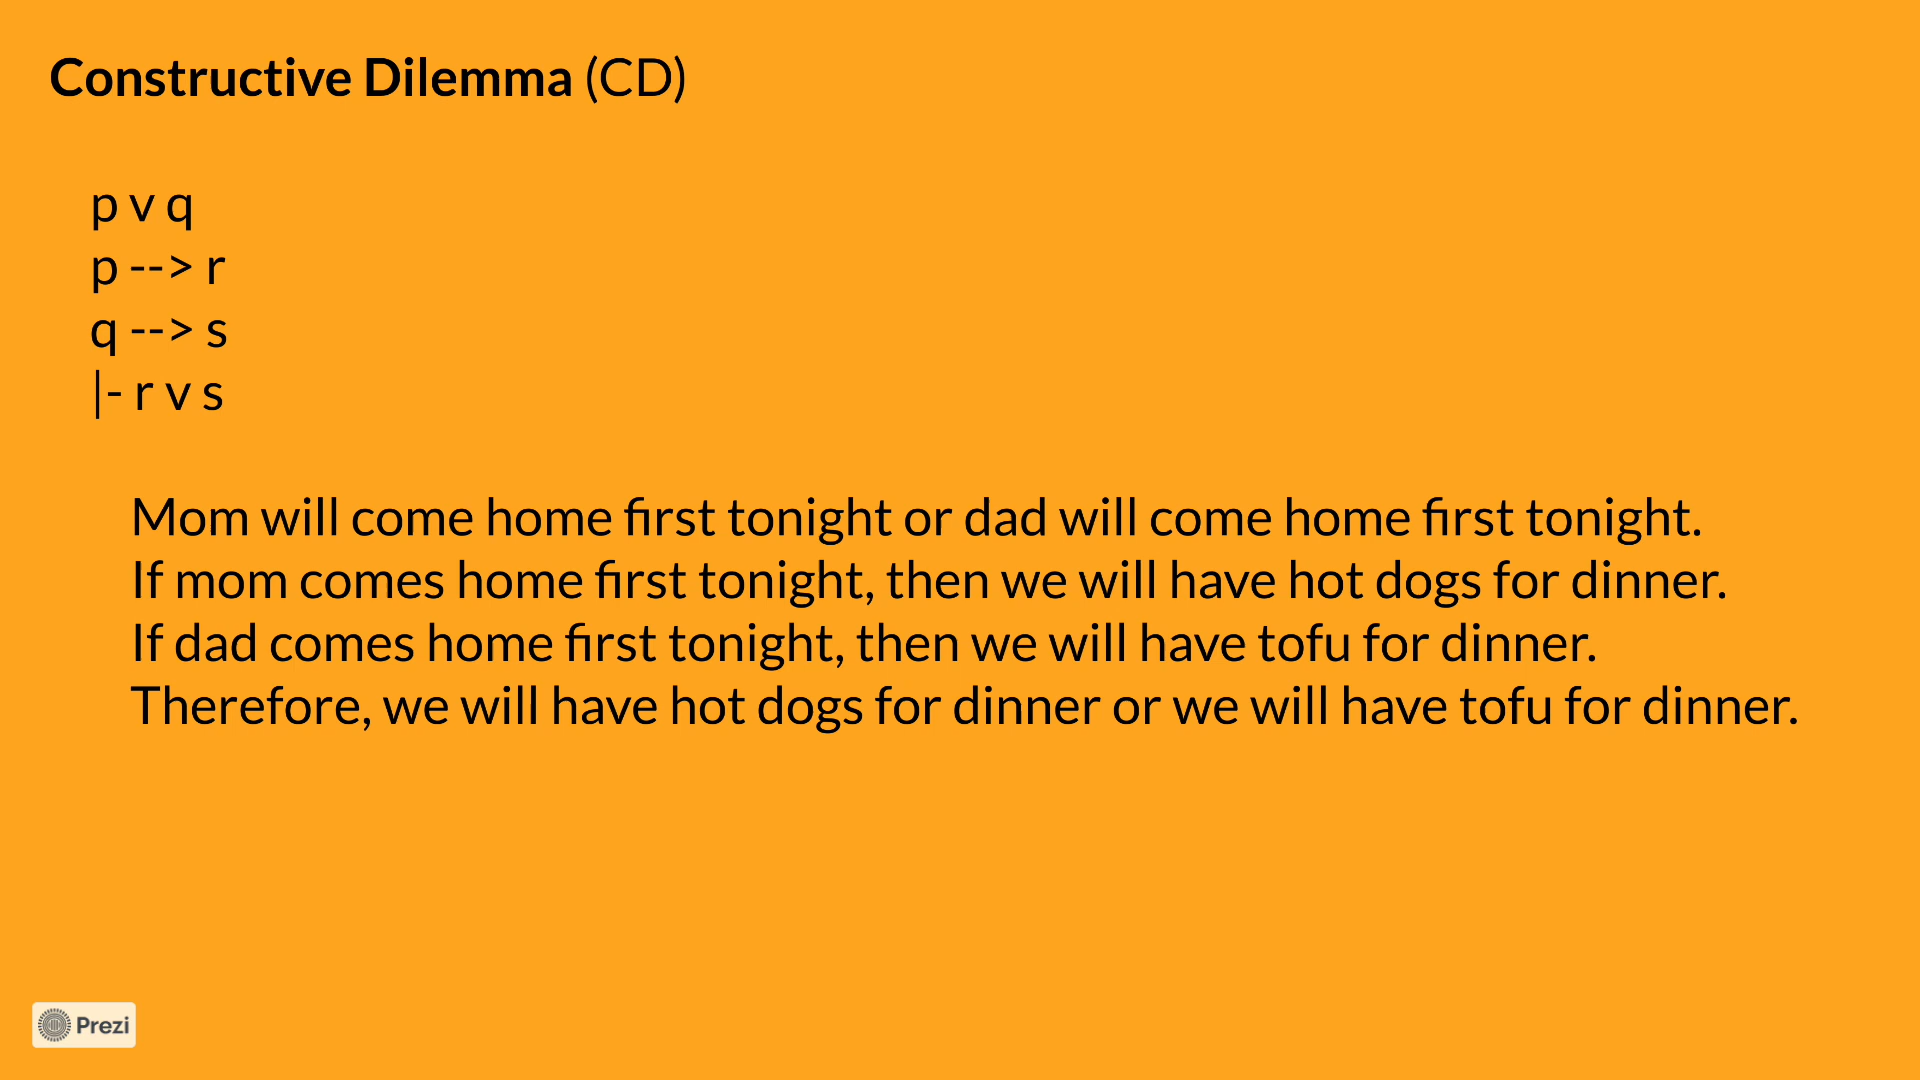 Constructive Dilemma (CD)
p v q
p --> r
q --> s
|- r v s
Mom will come home first tonight or dad will come home first tonight.
If mom comes home first tonight, then we will have hot dogs for dinner.
If dad comes home first tonight, then we will have tofu for dinner.
Therefore, we will have hot dogs for dinner or we will have tofu for dinner.
Prezi